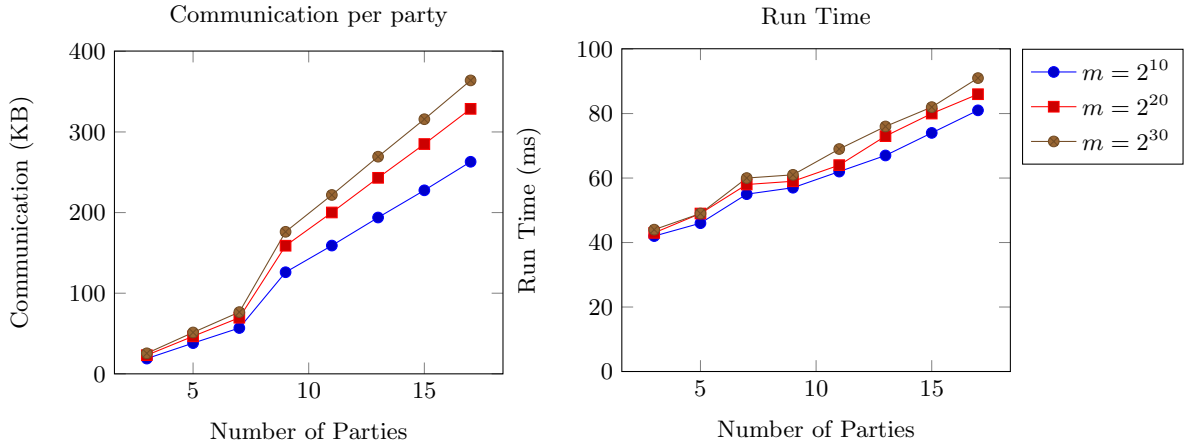 Communication per party
400
300
200
100
0
5
10
15
Communication (KB)
Number of Parties
Run Time
100
80
60
40
20
0
5
10
15
Run Time (ms)
Number of Parties
m = 2^10
m = 2^20
m = 2^30